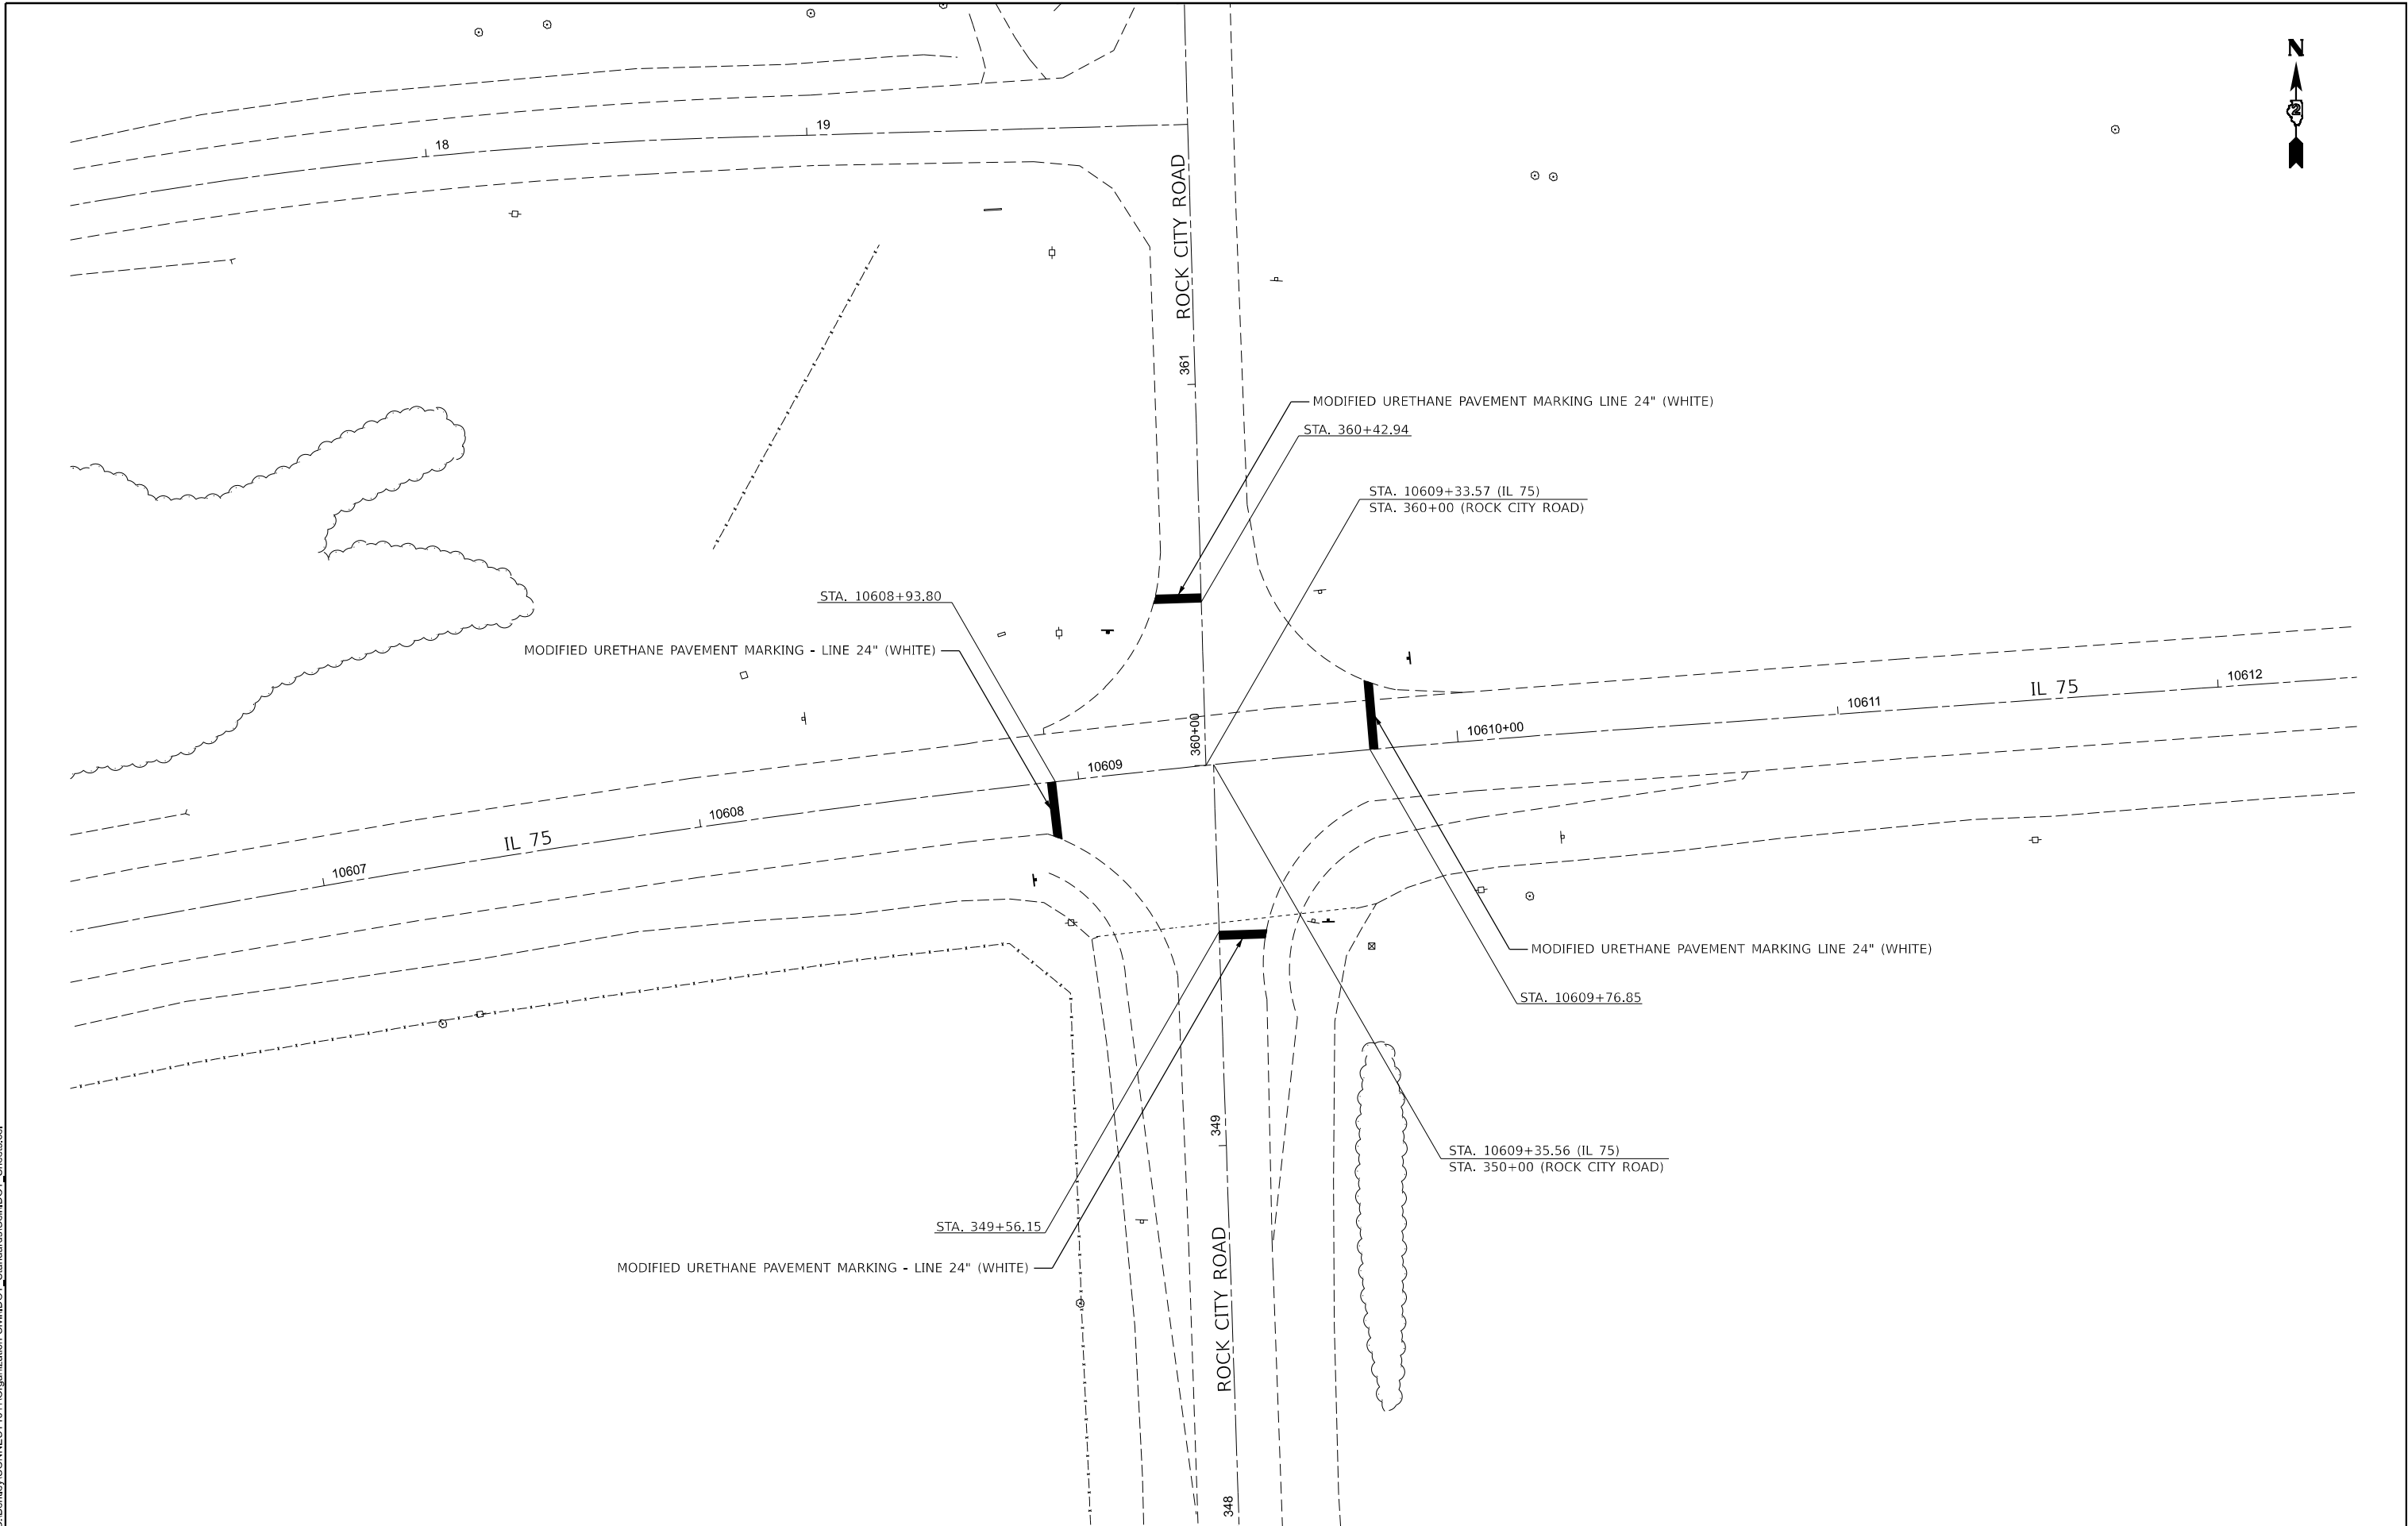 N
2
19
18
ROCK CITY ROAD
361
MODIFIED URETHANE PAVEMENT MARKING LINE 24" (WHITE)
STA. 360+42.94
STA. 10609+33.57 (IL 75)
STA. 360+00 (ROCK CITY ROAD)
STA. 10608+93.80
MODIFIED URETHANE PAVEMENT MARKING - LINE 24" (WHITE)
10612
IL 75
10611
10610+00
360+00
10609
10608
IL 75
10607
MODIFIED URETHANE PAVEMENT MARKING LINE 24" (WHITE)
STA. 10609+76.85
349
STA. 10609+35.56 (IL 75)
STA. 350+00 (ROCK CITY ROAD)
STA. 349+56.15
MODIFIED URETHANE PAVEMENT MARKING - LINE 24" (WHITE)
ROCK CITY ROAD
348